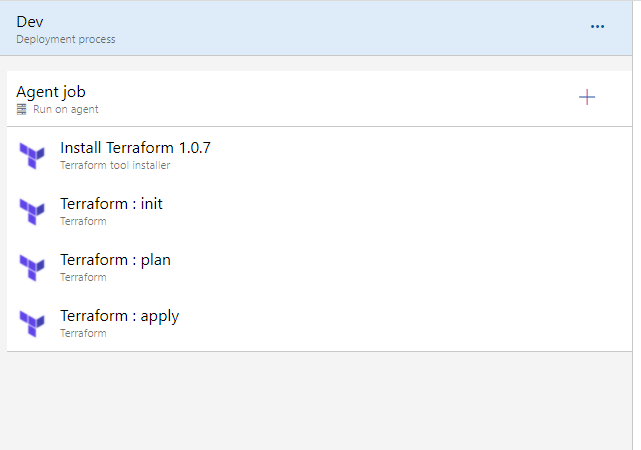 Dev
Deployment process
Agent job
Run on agent
Install Terraform 1.0.7
Terraform tool installer
Terraform : init
Terraform
Terraform : plan
Terraform
Terraform : apply
Terraform